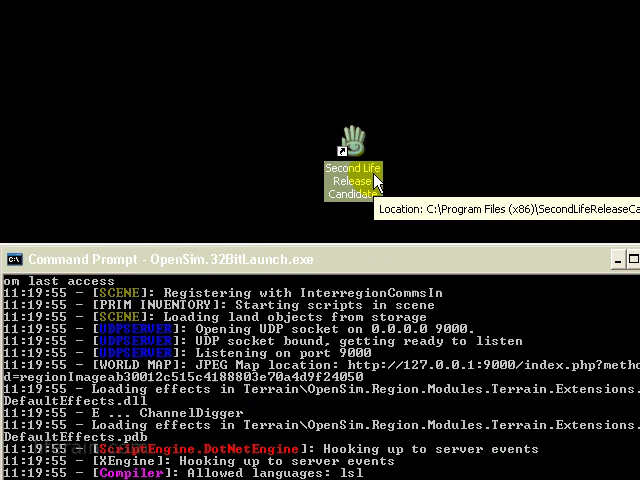 Second Life
Release
Candidate
Location: C:\Program Files (x86)\SecondLifeReleaseCa
Command Prompt - OpenSim.32BitLaunch.exe
om last access
11:19:55 - [SCENE]: Registering with InterregionCommsIn
11:19:55 - [PRIM INVENTORY]: Starting scripts in scene
11:19:55 - [SCENE]: Loading land objects from storage
11:19:55 - [UDPSERVER]: Opening UDP socket on 0.0.0.0 9000.
11:19:55 - [UDPSERVER]: UDP socket bound, getting ready to listen
11:19:55 - [UDPSERVER]: Listening on port 9000
11:19:55 - [WORLD MAP]: JPEG Map location: http://127.0.0.1:9000/index.php?metho
d=regionImageab30012c515c4188803e70a4d9f24050
11:19:55 - Loading effects in Terrain\OpenSim.Region.Modules.Terrain.Extensions.
DefaultEffects.dll
11:19:55 - E ... ChannelDigger
11:19:55 - Loading effects in Terrain\OpenSim.Region.Modules.Terrain.Extensions.
DefaultEffects.pdb
11:19:55 - [ScriptEngine.DotNetEngine]: Hooking up to server events
11:19:55 - [XEngine]: Hooking up to server events
11:19:55 - [Compiler]: Allowed languages: lsl